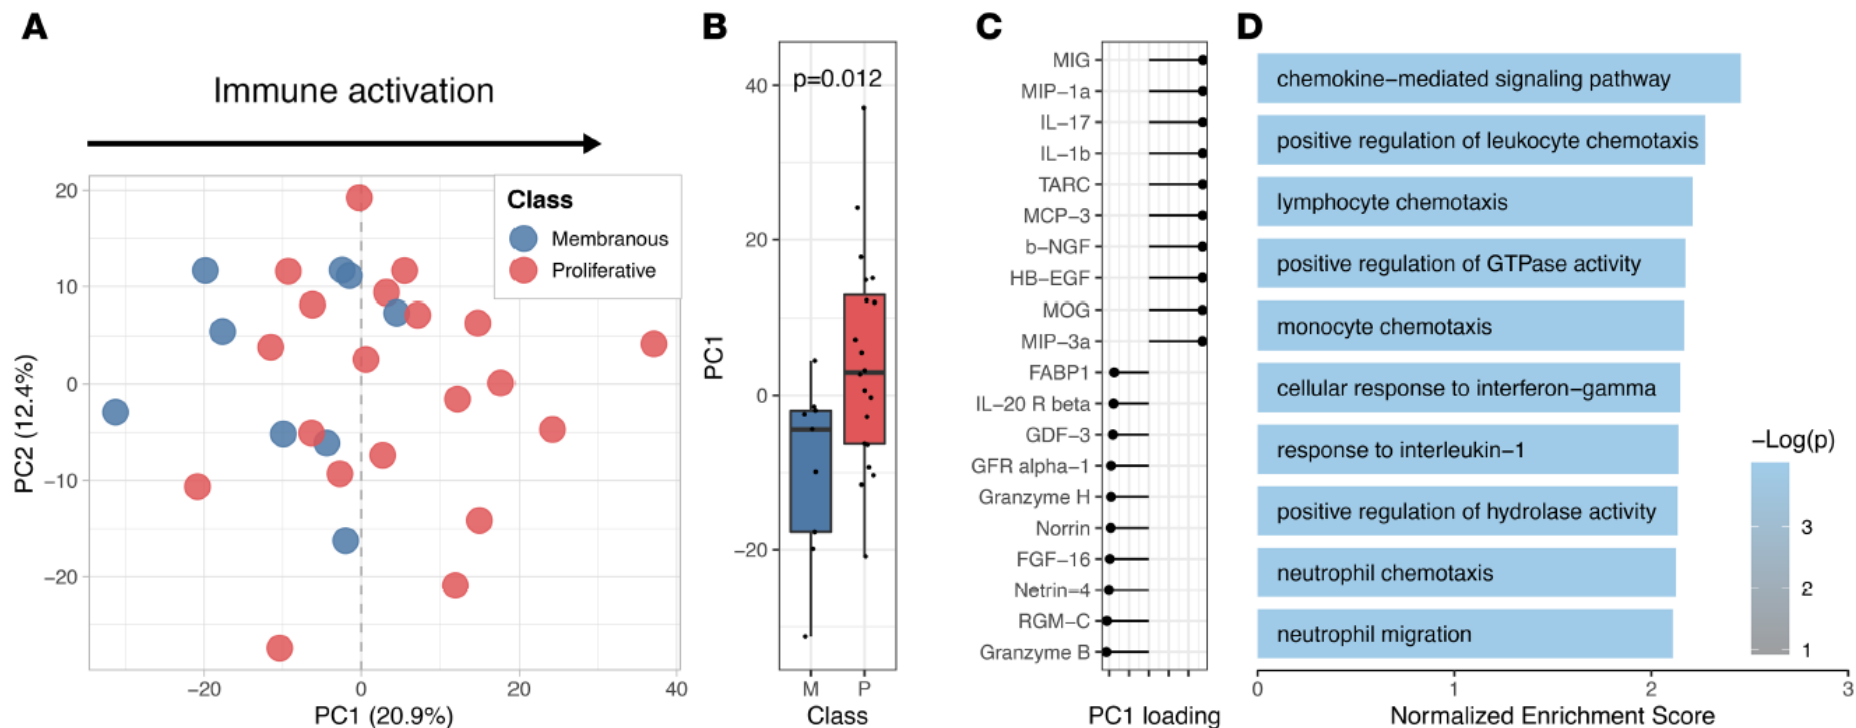 A
Immune activation
Class
Membranous
Proliferative
20
10
0
−10
−20
PC2 (12.4%)
−20
0
20
40
PC1 (20.9%)
B
p=0.012
40
20
0
−20
PC1
M
P
Class
C
MIG
MIP−1a
IL−17
IL−1b
TARC
MCP−3
b−NGF
HB−EGF
MOG
MIP−3a
FABP1
IL−20 R beta
GDF−3
GFR alpha−1
Granzyme H
Norrin
FGF−16
Netrin−4
RGM−C
Granzyme B
PC1 loading
D
chemokine−mediated signaling pathway
positive regulation of leukocyte chemotaxis
lymphocyte chemotaxis
positive regulation of GTPase activity
monocyte chemotaxis
cellular response to interferon−gamma
response to interleukin−1
positive regulation of hydrolase activity
neutrophil chemotaxis
neutrophil migration
0
1
2
3
Normalized Enrichment Score
−Log(p)
3
2
1